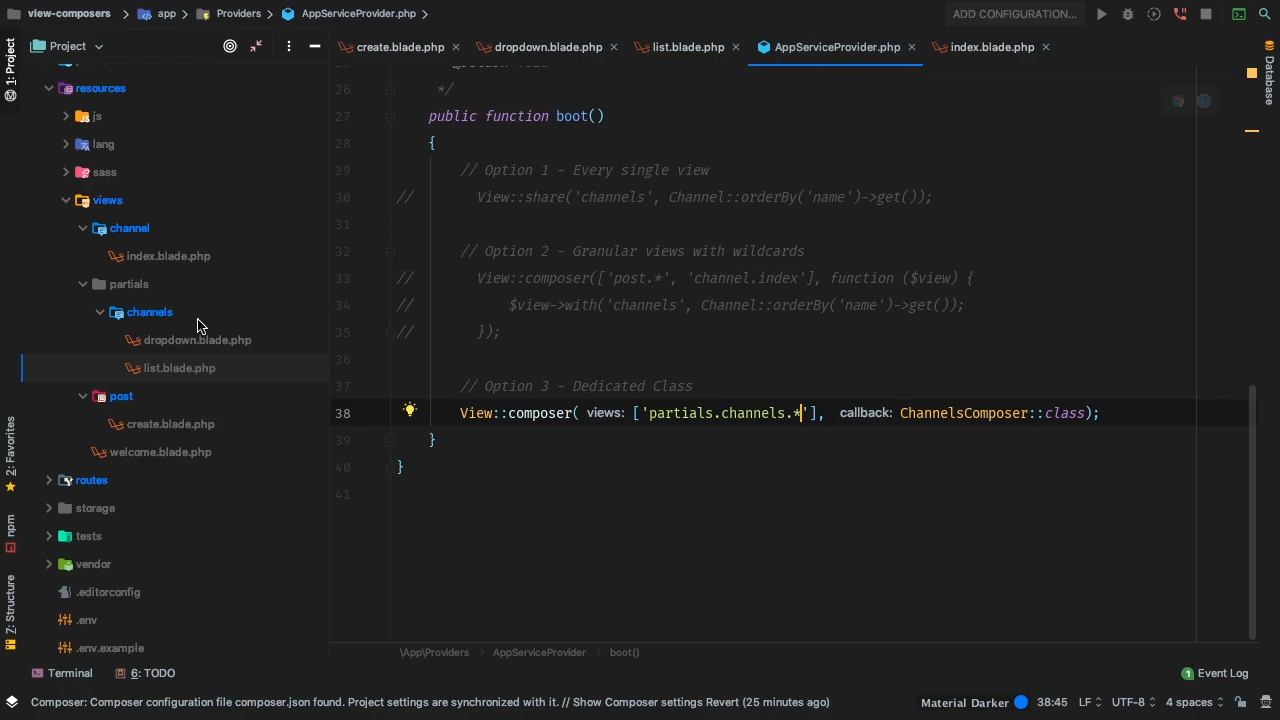 view-composers > app > Providers > AppServiceProvider.php >
ADD CONFIGURATION...
Project
create.blade.php
dropdown.blade.php
list.blade.php
AppServiceProvider.php
index.blade.php
1: Project
2: Favorites
npm
7: Structure
Database
resources
js
lang
sass
views
channel
index.blade.php
partials
channels
dropdown.blade.php
list.blade.php
post
create.blade.php
welcome.blade.php
routes
storage
tests
vendor
.editorconfig
.env
.env.example
26 */
27 public function boot()
28 {
29 // Option 1 - Every single view
30 // View::share('channels', Channel::orderBy('name')->get());
31
32 // Option 2 - Granular views with wildcards
33 // View::composer(['post.*', 'channel.index'], function ($view) {
34 // $view->with('channels', Channel::orderBy('name')->get());
35 // });
36
37 // Option 3 - Dedicated Class
38 View::composer( views: ['partials.channels.*'], callback: ChannelsComposer::class);
39 }
40 }
41
\App\Providers > AppServiceProvider > boot()
Terminal
6: TODO
1 Event Log
Composer: Composer configuration file composer.json found. Project settings are synchronized with it. // Show Composer settings Revert (25 minutes ago)
Material Darker
38:45
LF
UTF-8
4 spaces